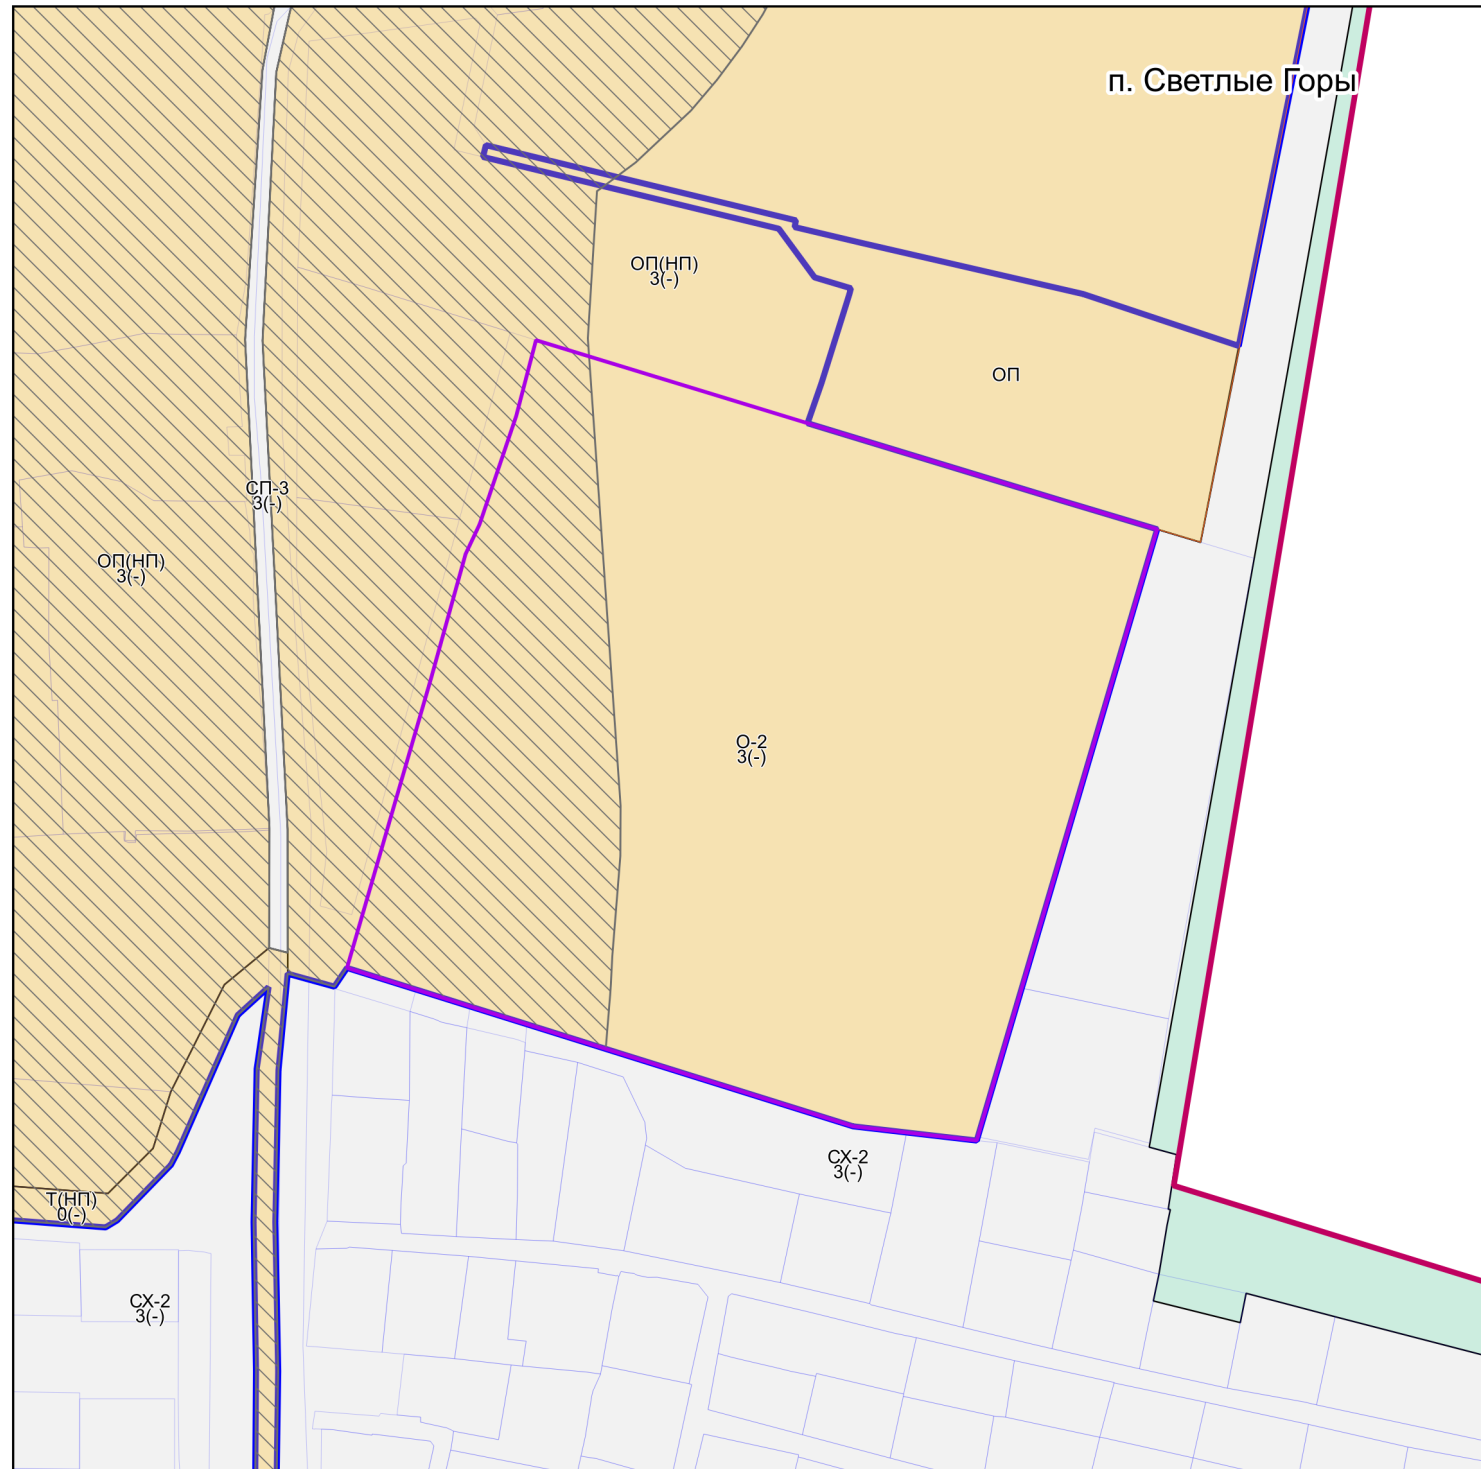 п. Светлые Горы
ОП(НП)
3(-)
ОП
СП-3
3(-)
ОП(НП)
3(-)
О-2
3(-)
СХ-2
3(-)
Т(НП)
0(-)
СХ-2
3(-)